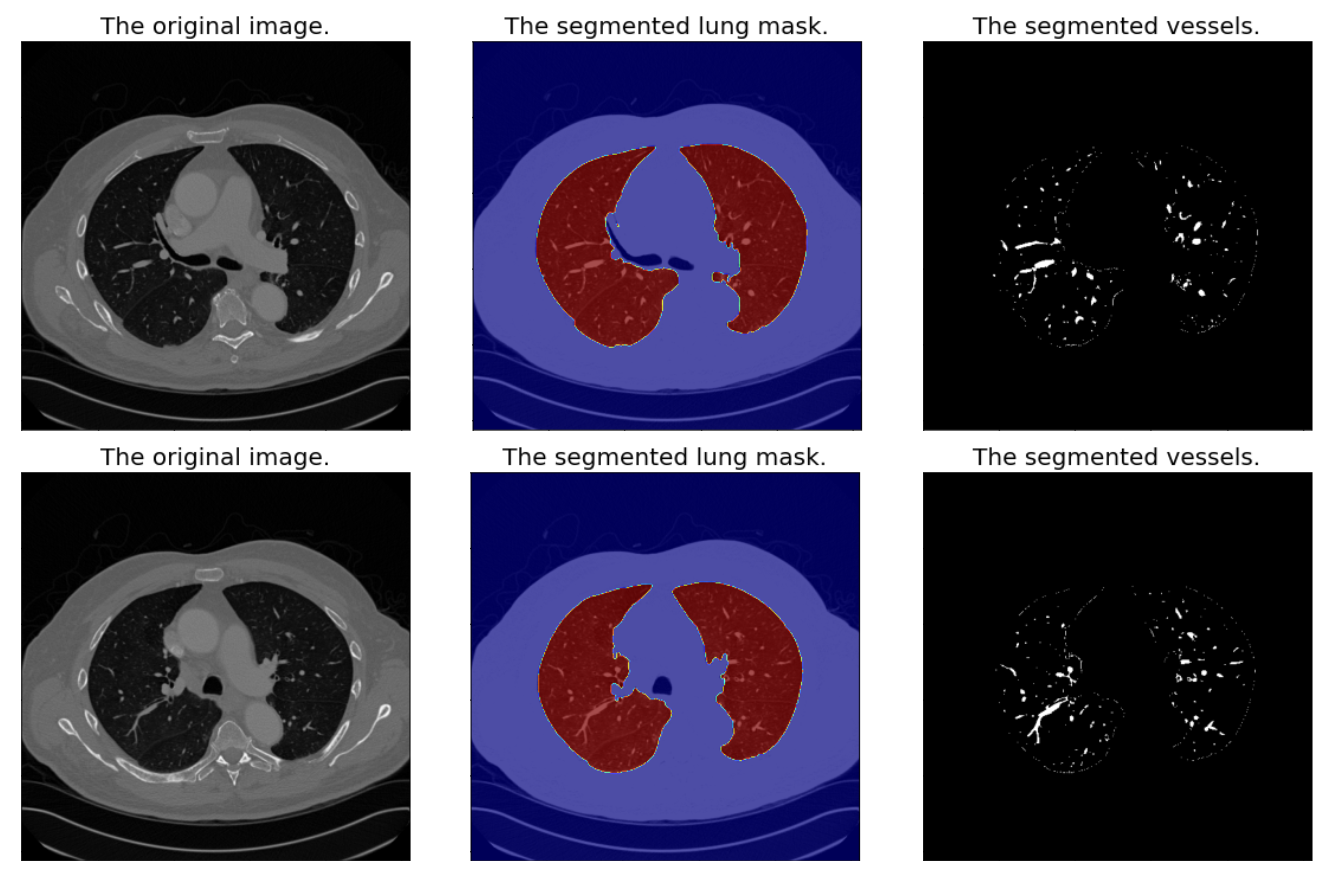 The original image.
The segmented lung mask.
The segmented vessels.
The original image.
The segmented lung mask.
The segmented vessels.